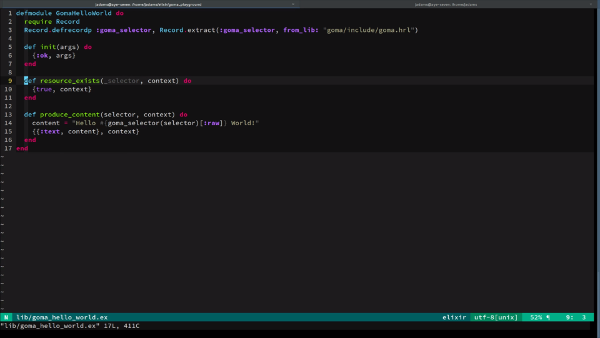 1 defmodule GomaHelloWorld do
2   require Record
3   Record.defrecordp :goma_selector, Record.extract(:goma_selector, from_lib: "goma/include/goma.hrl")
4
5   def init(args) do
6     {:ok, args}
7   end
8
9   def resource_exists(_selector, context) do
10     {true, context}
11   end
12
13   def produce_content(selector, context) do
14     content = "Hello #{goma_selector(selector)[:raw]} World!"
15     {{:text, content}, context}
16   end
17 end
N lib/goma_hello_world.ex elixir utf-8[unix] 52% ¶ 9: 3
"lib/goma_hello_world.ex" 17L, 411C